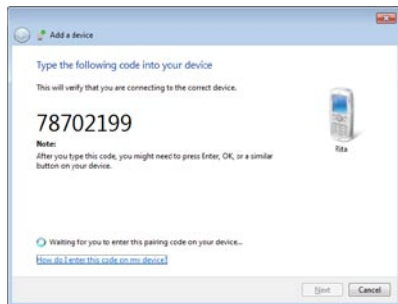 Add a device
Type the following code into your device
This will verify that you are connecting to the correct device.
78702199
Rita
Note:
After you type this code, you might need to press Enter, OK, or a similar
button on your device.
Waiting for you to enter this pairing code on your device...
How do I enter this code on my device?
Next
Cancel